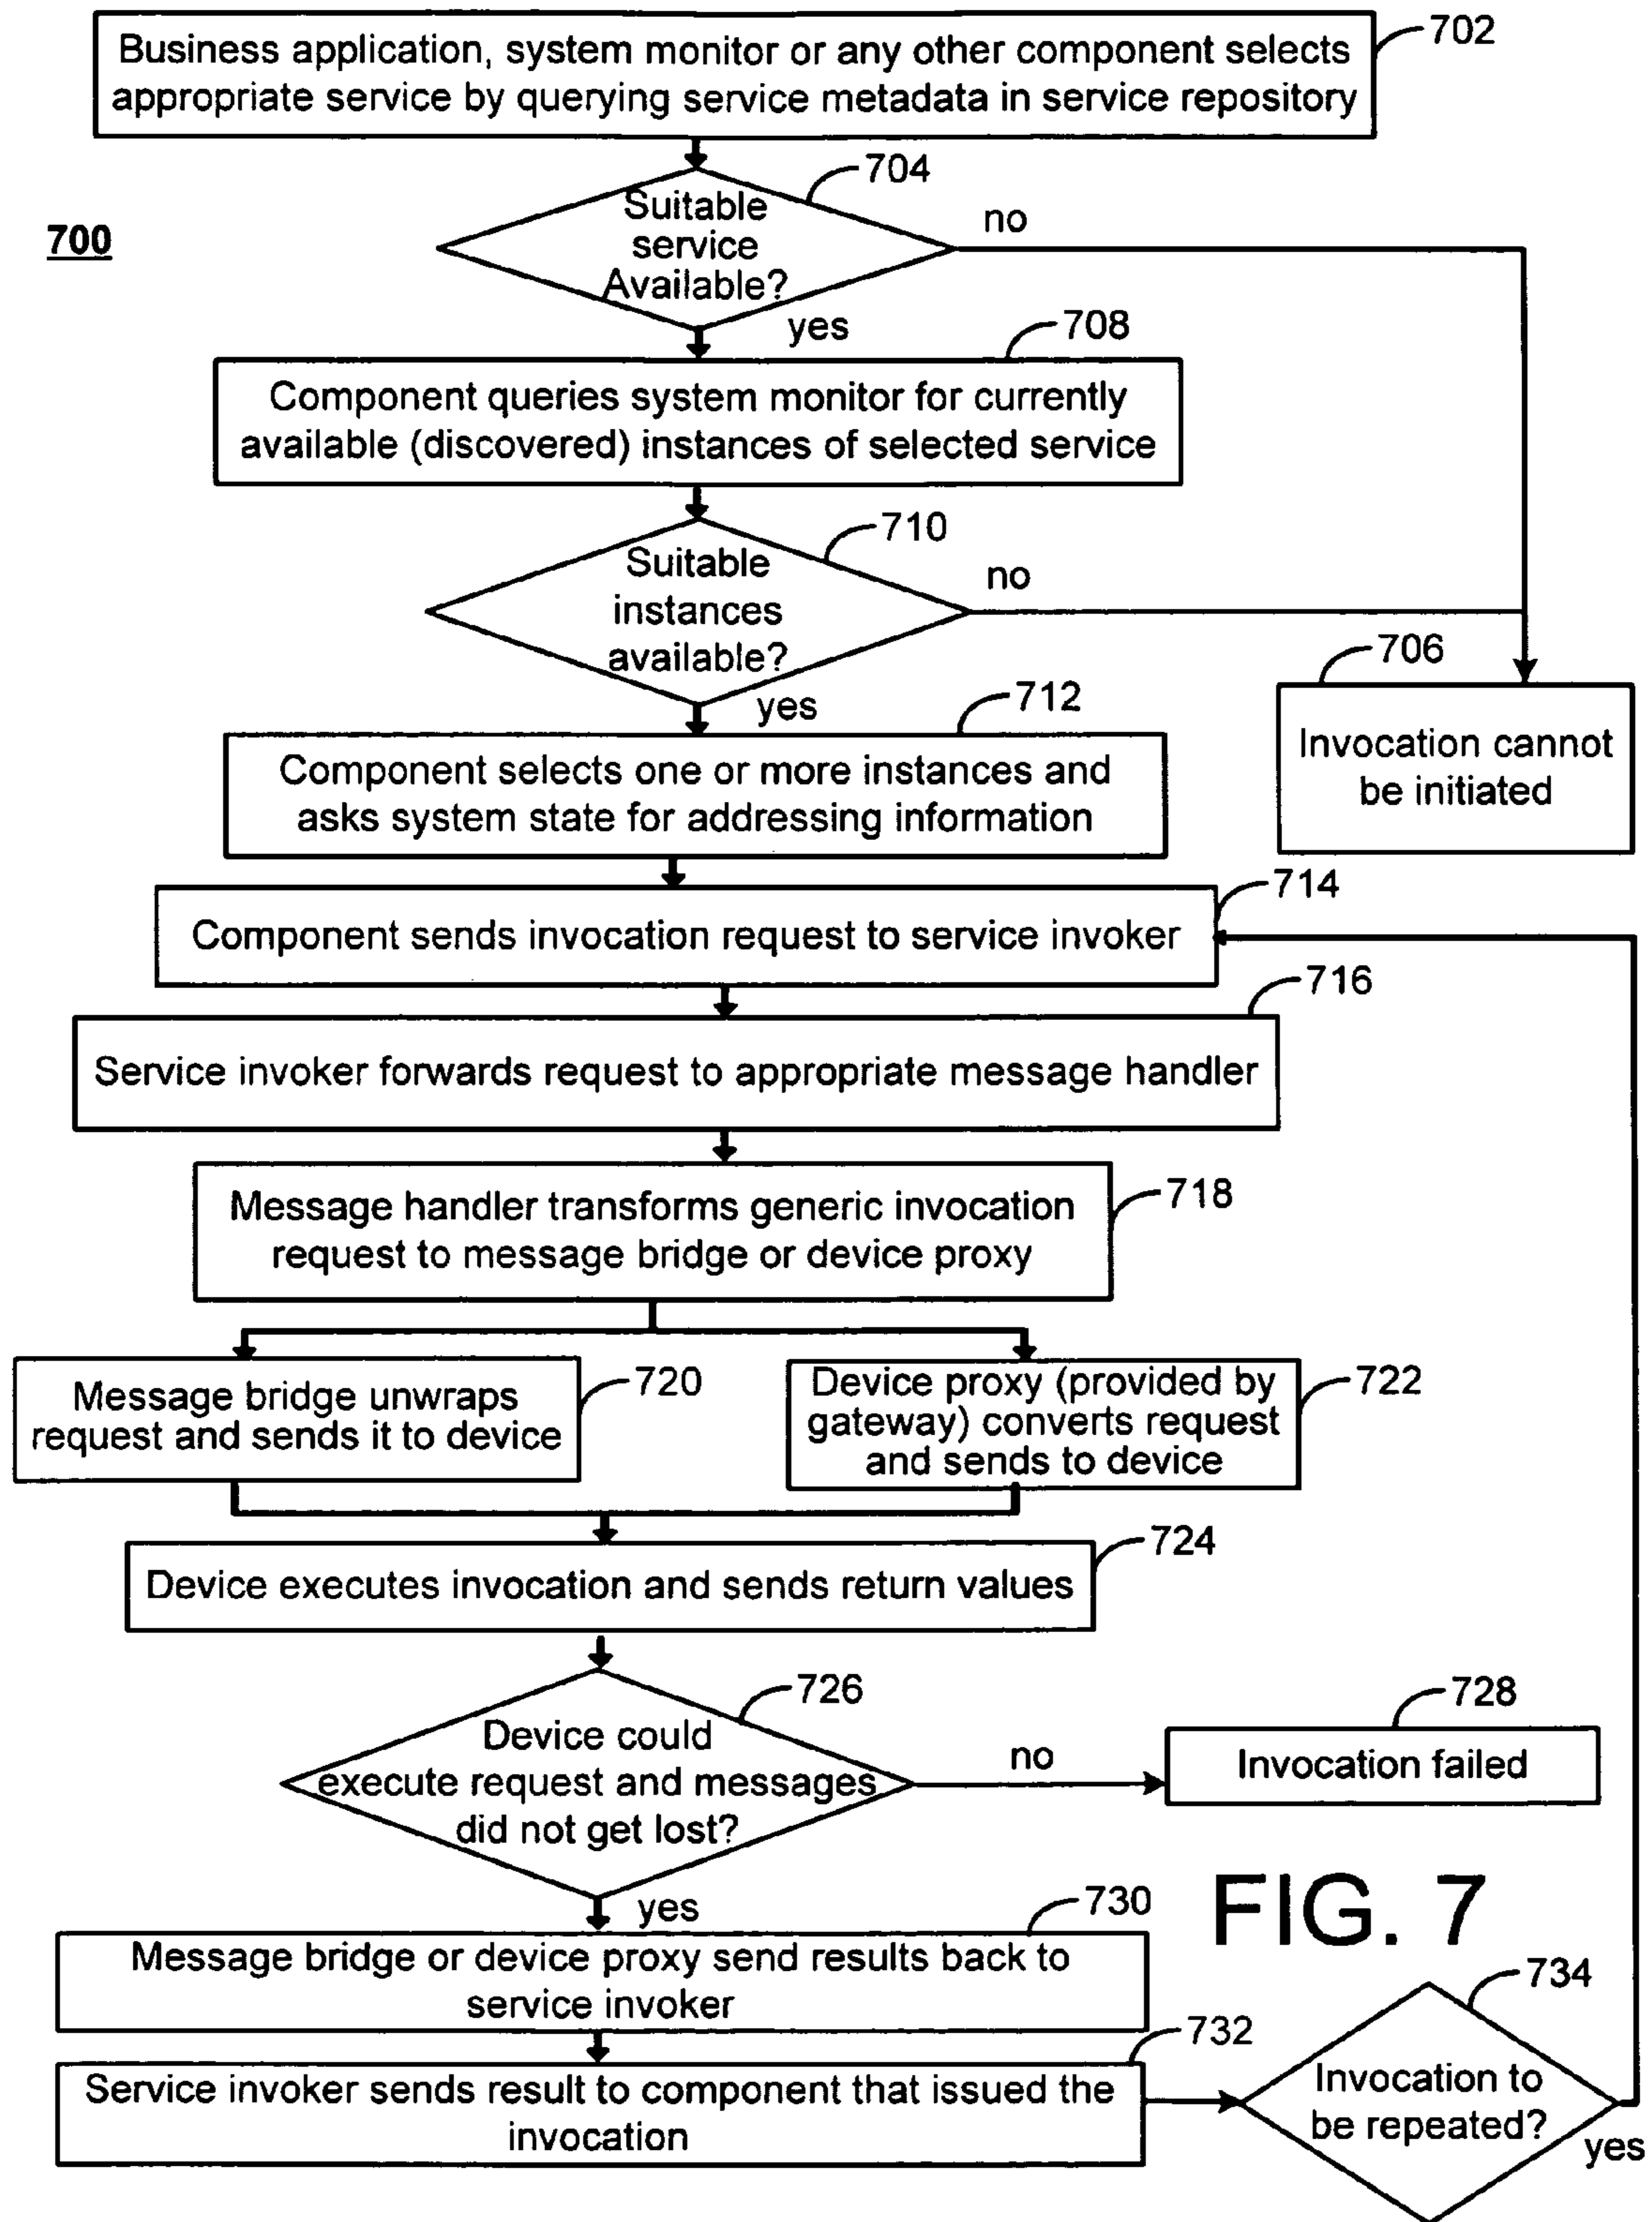 702
Business application, system monitor or any other component selects
appropriate service by querying service metadata in service repository
704
700
Suitable
service
Available?
no
yes
708
Component queries system monitor for currently
available (discovered) instances of selected service
710
Suitable
instances
available?
no
yes
706
Invocation cannot
be initiated
712
Component selects one or more instances and
asks system state for addressing information
714
Component sends invocation request to service invoker
716
Service invoker forwards request to appropriate message handler
718
Message handler transforms generic invocation
request to message bridge or device proxy
720
Message bridge unwraps
request and sends it to device
722
Device proxy (provided by
gateway) converts request
and sends to device
724
Device executes invocation and sends return values
726
Device could
execute request and messages
did not get lost?
no
728
Invocation failed
yes
FIG. 7
730
Message bridge or device proxy send results back to
service invoker
732
Service invoker sends result to component that issued the
invocation
734
Invocation to
be repeated?
yes